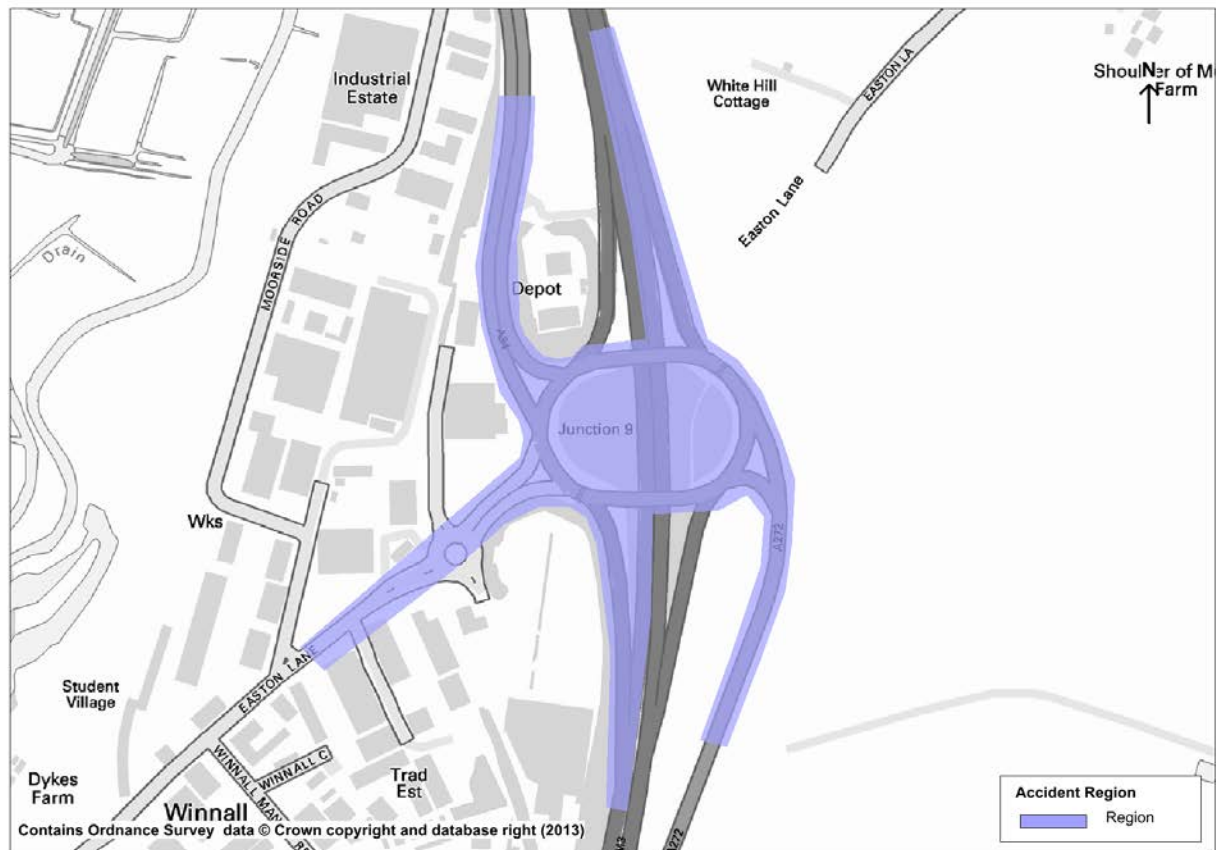 Industrial
Estate
White Hill
Cottage
EASTON LA
N
Farm
MOORSIDE ROAD
Easton Lane
Drain
Depot
A34
Junction 9
Wks
A272
EASTON LANE
Student
Village
WINNALL C
Dykes
Farm
Trad
Est
Winnall
M3
A272
Accident Region
Region
Contains Ordnance Survey data © Crown copyright and database right (2013)